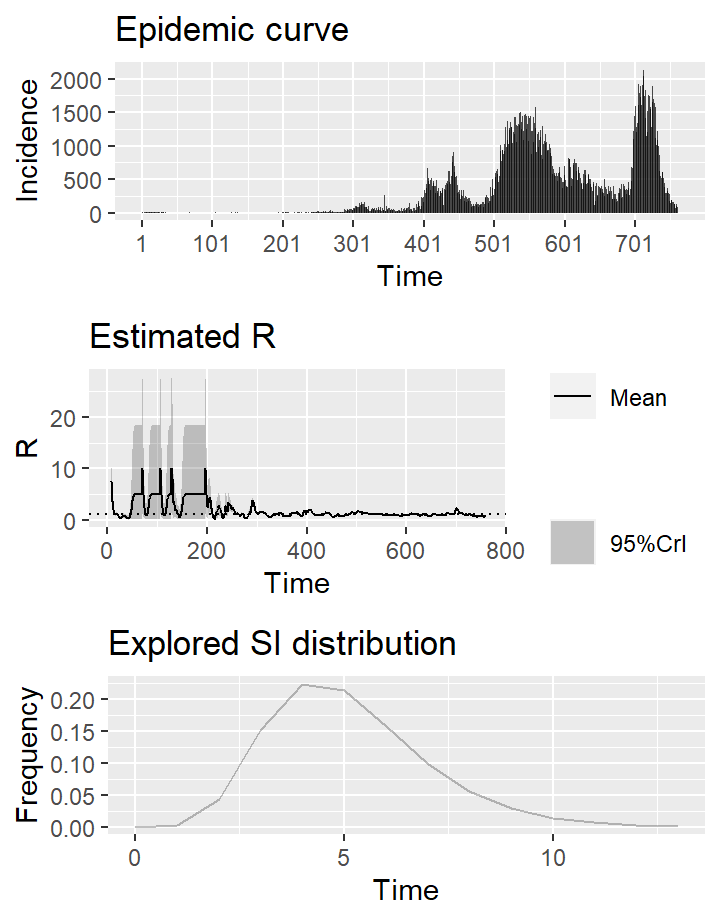 Epidemic curve
2000
1500
1000
500
0
Incidence
1 101 201 301 401 501 601 701
Time
Estimated R
20
10
0
R
0 200 400 600 800
Time
Mean
95%CrI
Explored SI distribution
0.20
0.15
0.10
0.05
0.00
Frequency
0 5 10
Time